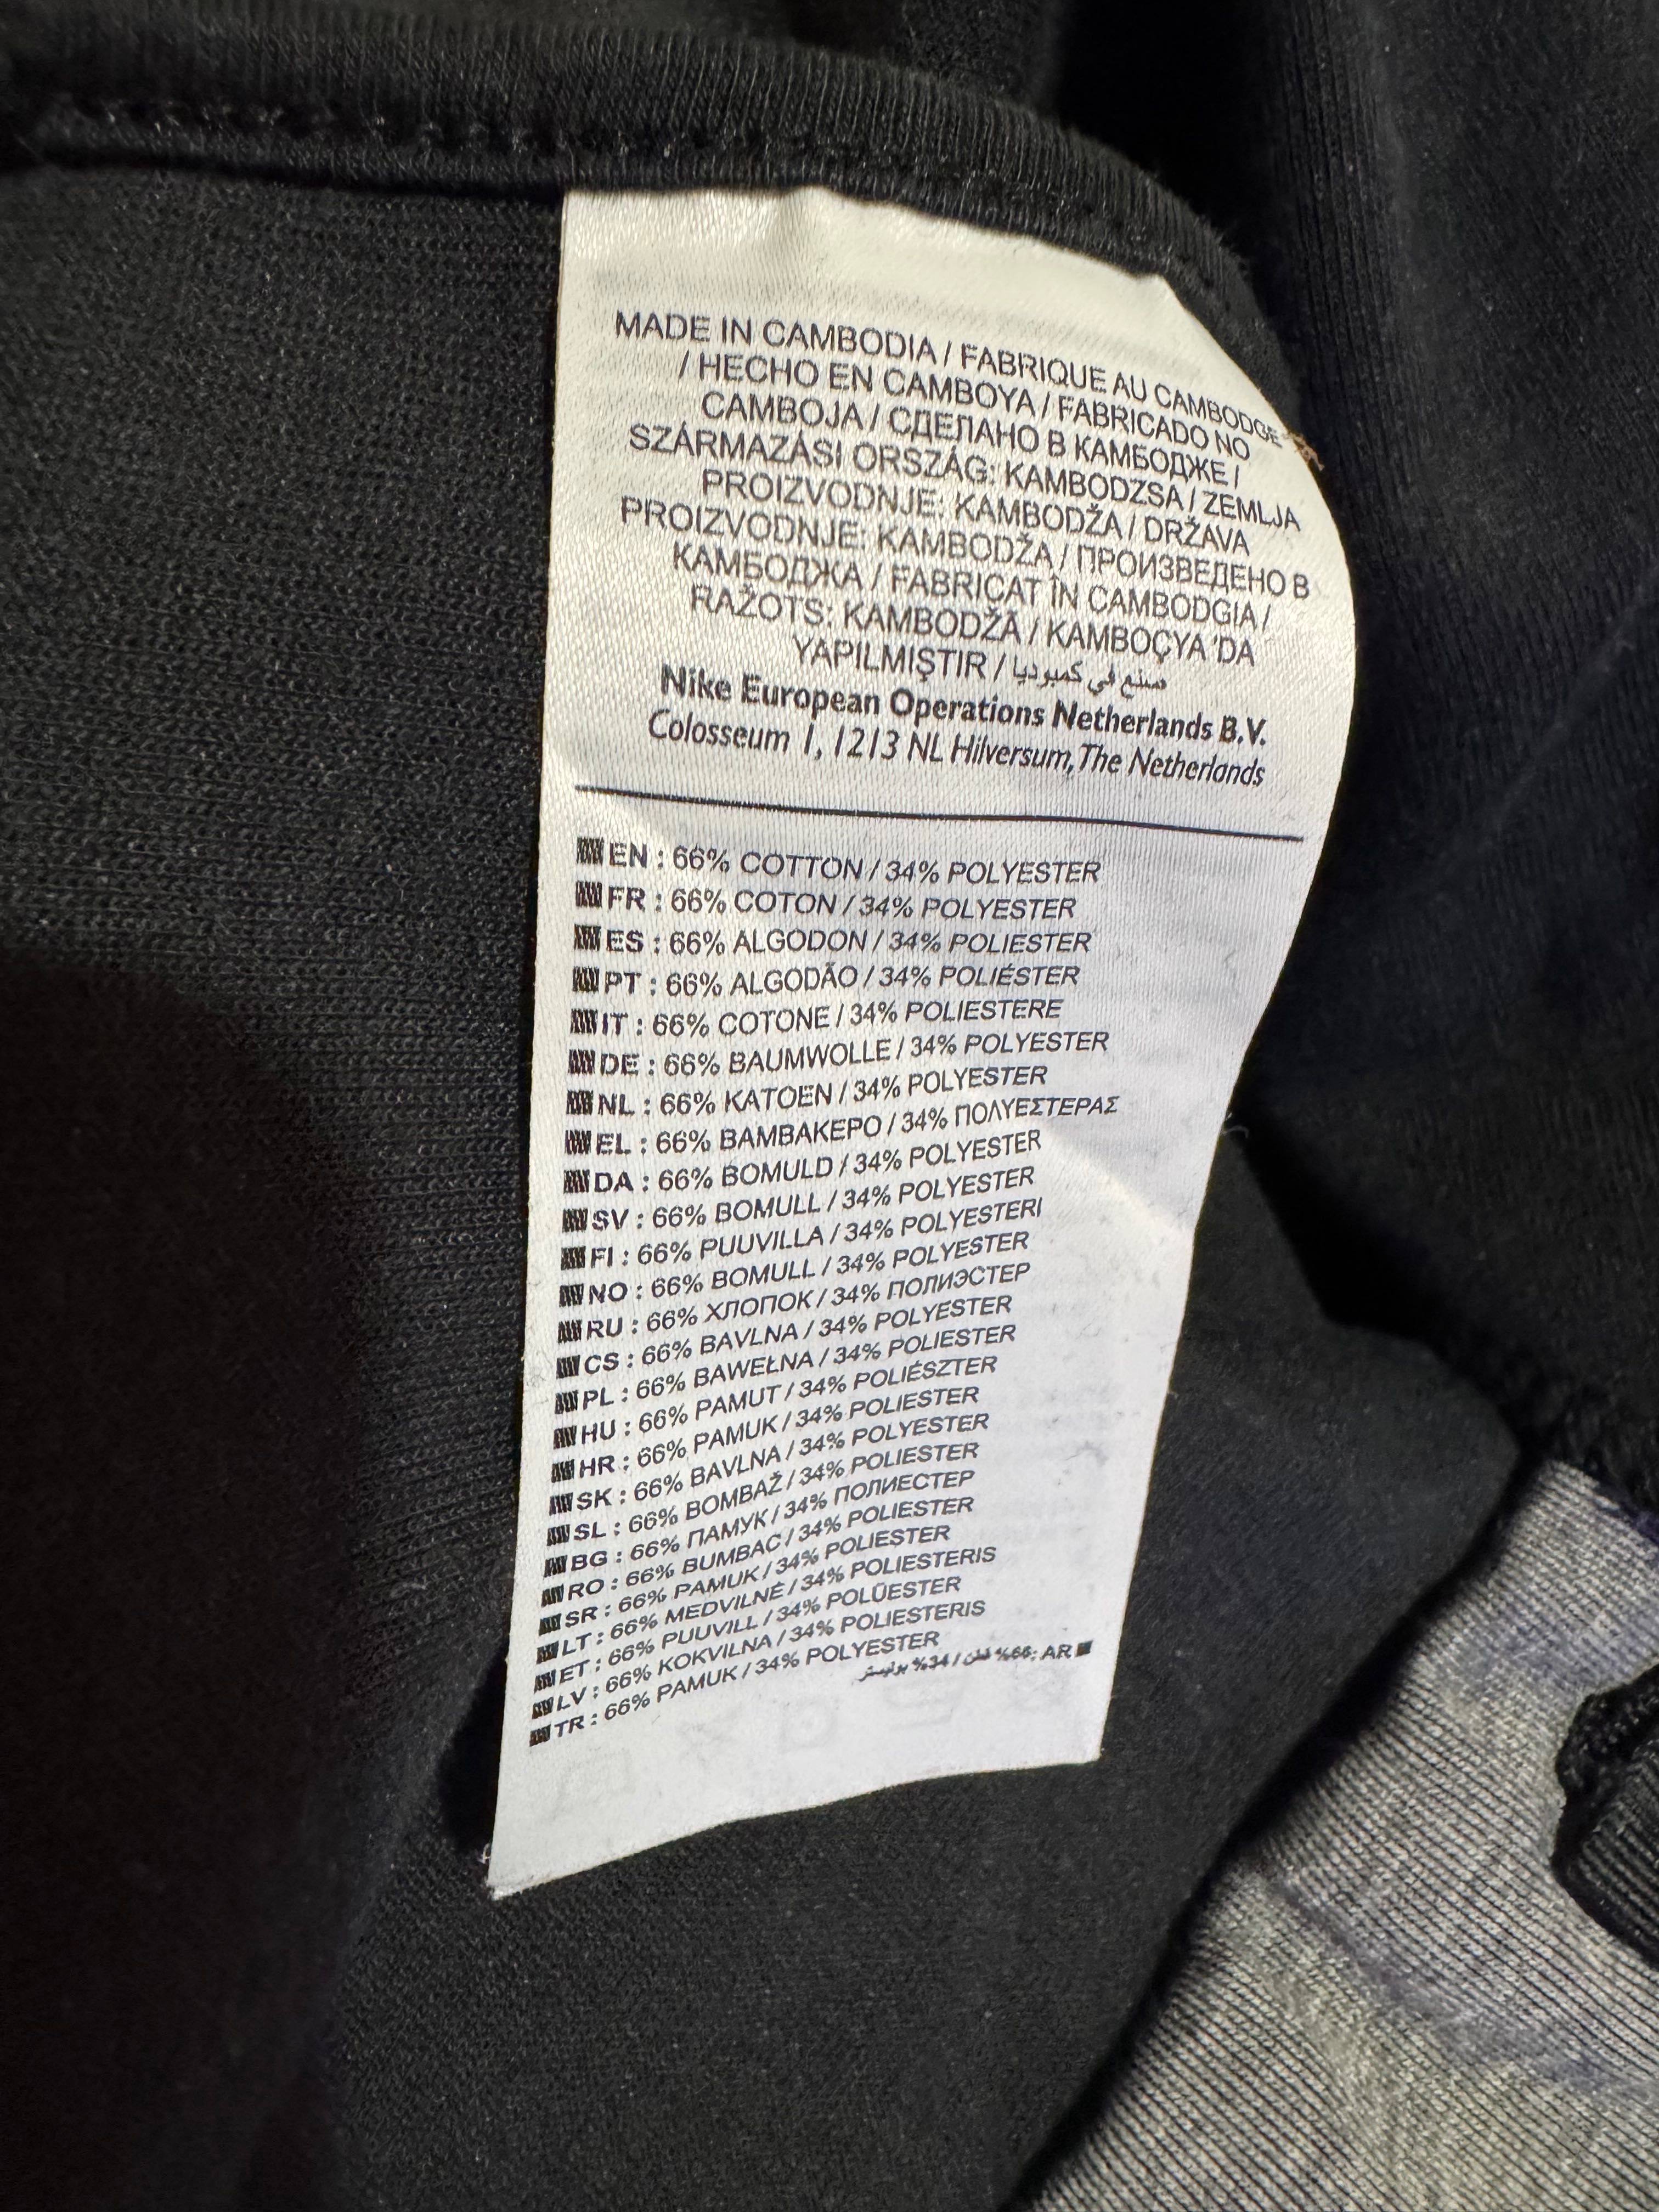 MADE IN CAMBODIA / FABRIQUE AU CAMBODGE
/ HECHO EN CAMBOYA / FABRICADO NO
CAMBOJA / СДЕЛАНО В КАМБОДЖЕ /
SZÁRMAZÁSI ORSZÁG: KAMBODZSA / ZEMLJA
PROIZVODNJE: KAMBODŽA / DRŽAVA
PROIZVODNJE: KAMBODŽA / ПРОИЗВЕДЕНО В
КАМБОДЖА / FABRICAT ÎN CAMBODGIA /
RAŽOTS: KAMBODŽĀ / KAMBOÇYA 'DA
YAPILMIŞTIR / صنع في كمبوديا
Nike European Operations Netherlands B.V.
Colosseum 1, 1213 NL Hilversum, The Netherlands
EN : 66% COTTON / 34% POLYESTER
FR : 66% COTON / 34% POLYESTER
ES : 66% ALGODON / 34% POLIESTER
PT : 66% ALGODÃO / 34% POLIÉSTER
IT : 66% COTONE / 34% POLIESTERE
DE : 66% BAUMWOLLE / 34% POLYESTER
NL : 66% KATOEN / 34% POLYESTER
EL : 66% ΒΑΜΒΑΚΕΡΟ / 34% ΠΟΛΥΕΣΤΕΡΑΣ
DA : 66% BOMULD / 34% POLYESTER
SV : 66% BOMULL / 34% POLYESTER
FI : 66% PUUVILLA / 34% POLYESTERI
NO : 66% BOMULL / 34% POLYESTER
RU : 66% ХЛОПОК / 34% ПОЛИЭСТЕР
CS : 66% BAVLNA / 34% POLYESTER
PL : 66% BAWEŁNA / 34% POLIESTER
HU : 66% PAMUT / 34% POLIÉSZTER
HR : 66% PAMUK / 34% POLIESTER
SK : 66% BAVLNA / 34% POLYESTER
SL : 66% BOMBAŽ / 34% POLIESTER
BG : 66% ПАМУК / 34% ПОЛИЕСТЕР
RO : 66% BUMBAC / 34% POLIESTER
SR : 66% PAMUK / 34% POLIESTER
LT : 66% MEDVILNĖ / 34% POLIESTERIS
ET : 66% PUUVILL / 34% POLÜESTER
LV : 66% KOKVILNA / 34% POLIESTERIS
TR : 66% PAMUK / 34% POLYESTER
AR :66% قطن / 34% بوليستر